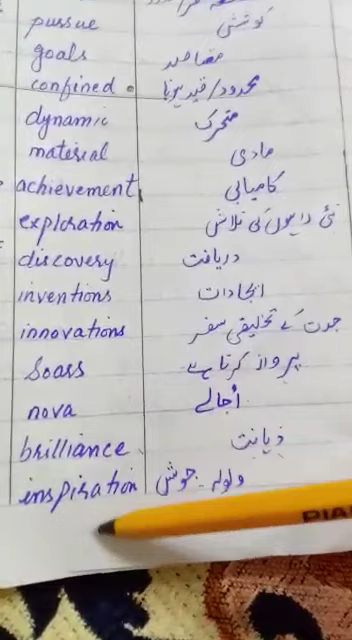 pursue کوشش
goals مقاصد
confined محدود/قید ہونا
dynamic متحرک
material مادی
achievement کامیابی
exploration نئی راہوں کی تلاش
discovery دریافت
inventions ایجادات
innovations جدت کے تخلیقی سفر
Soars پرواز کرتا ہے
nova اُجالے
brilliance ذہانت
inspiration ولولہ - جوش
PIAN